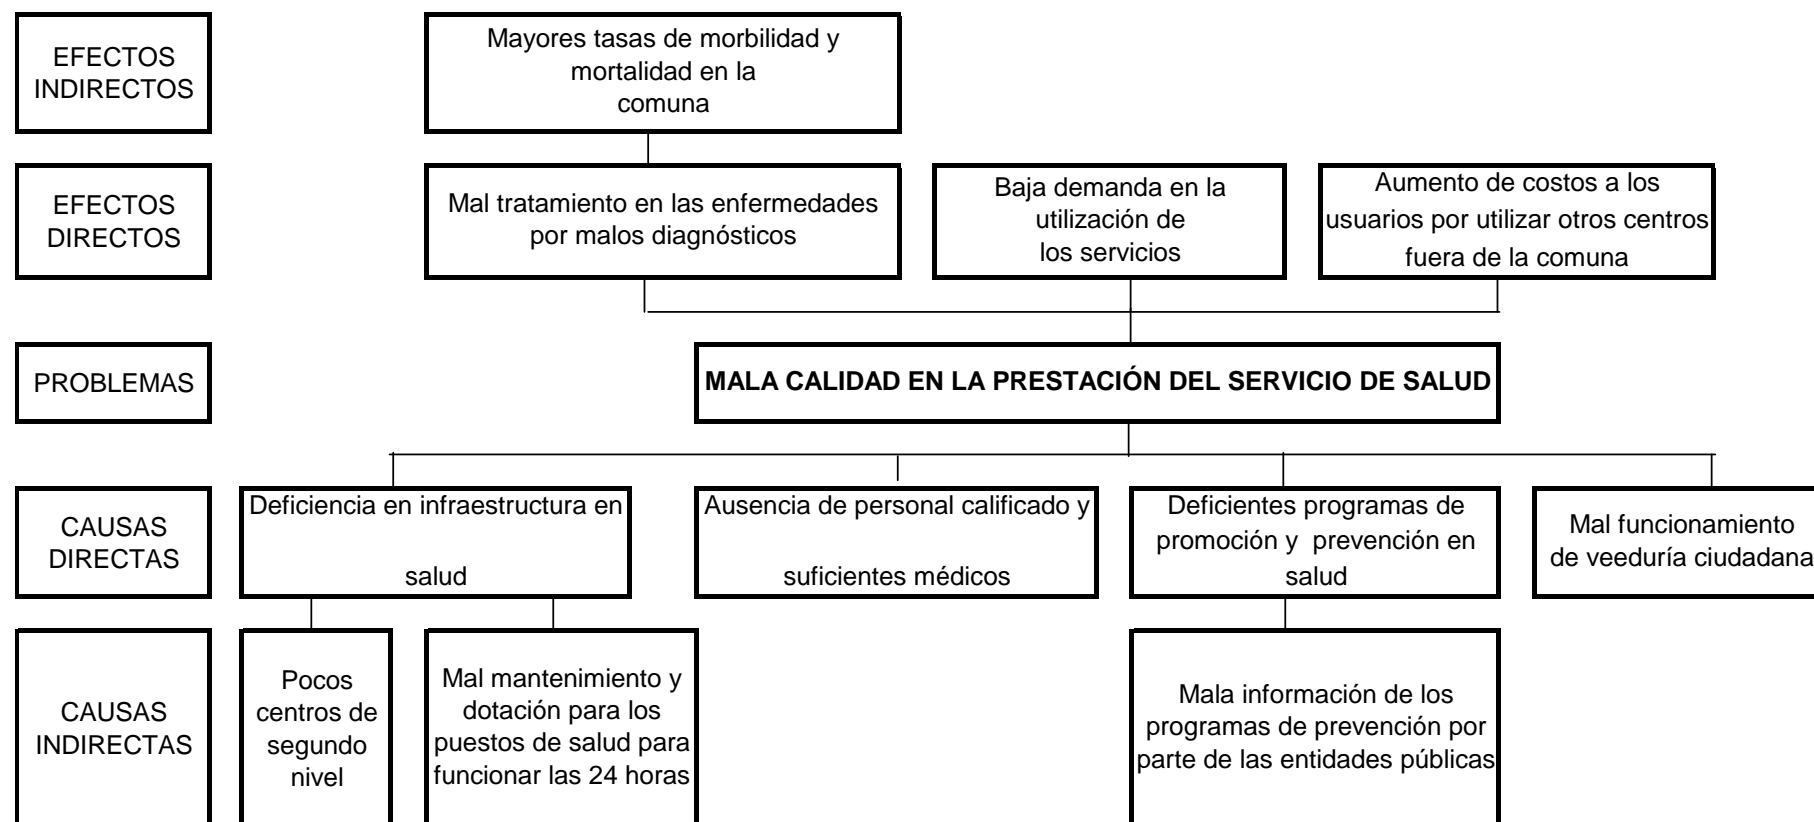 EFECTOS
INDIRECTOS
Mayores tasas de morbilidad y
mortalidad en la
comuna
EFECTOS
DIRECTOS
Mal tratamiento en las enfermedades
por malos diagnósticos
Baja demanda en la
utilización de
los servicios
Aumento de costos a los
usuarios por utilizar otros centros
fuera de la comuna
PROBLEMAS
MALA CALIDAD EN LA PRESTACIÓN DEL SERVICIO DE SALUD
CAUSAS
DIRECTAS
Deficiencia en infraestructura en
salud
Ausencia de personal calificado y
suficientes médicos
Deficientes programas de
promoción y  prevención en
salud
Mal funcionamiento
de veeduría ciudadana
CAUSAS
INDIRECTAS
Pocos
centros de
segundo
nivel
Mal mantenimiento y
dotación para los
puestos de salud para
funcionar las 24 horas
Mala información de los
programas de prevención por
parte de las entidades públicas